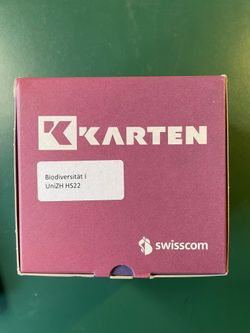 KARTEN
Biodiversität I
UniZH HS22
swisscom